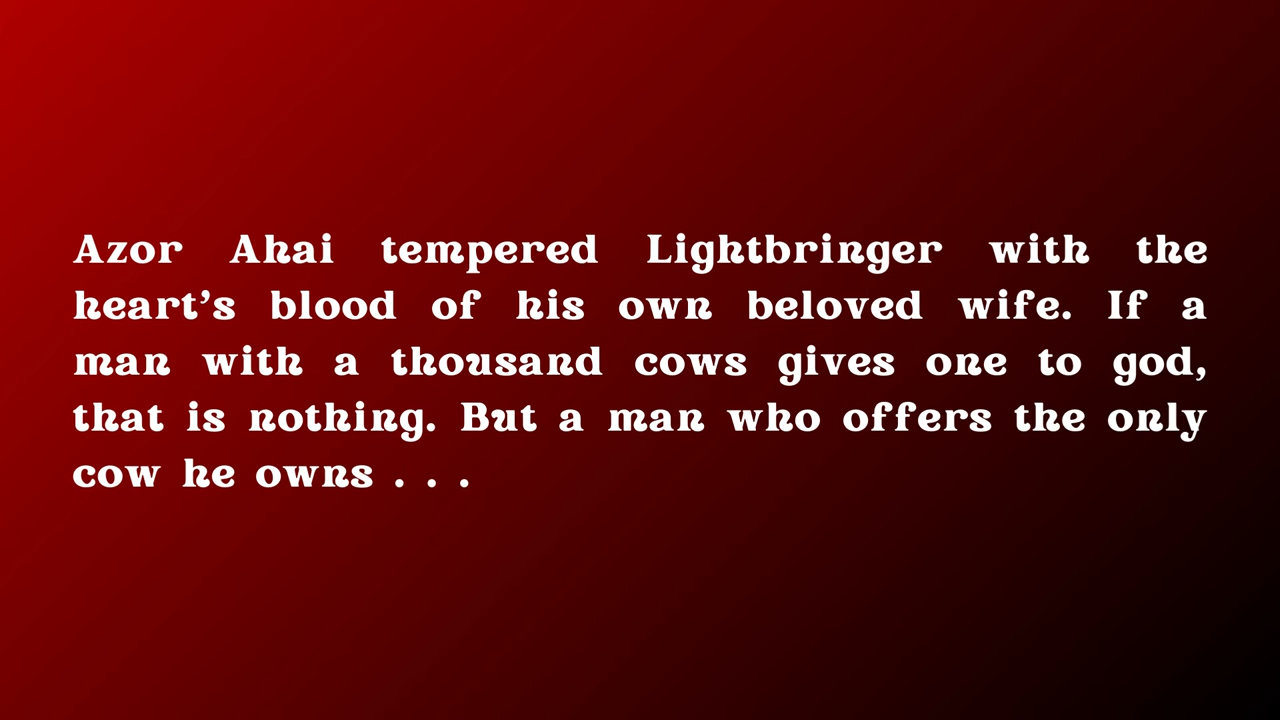 Azor Ahai tempered Lightbringer with the
heart’s blood of his own beloved wife. If a
man with a thousand cows gives one to god,
that is nothing. But a man who offers the only
cow he owns . . .